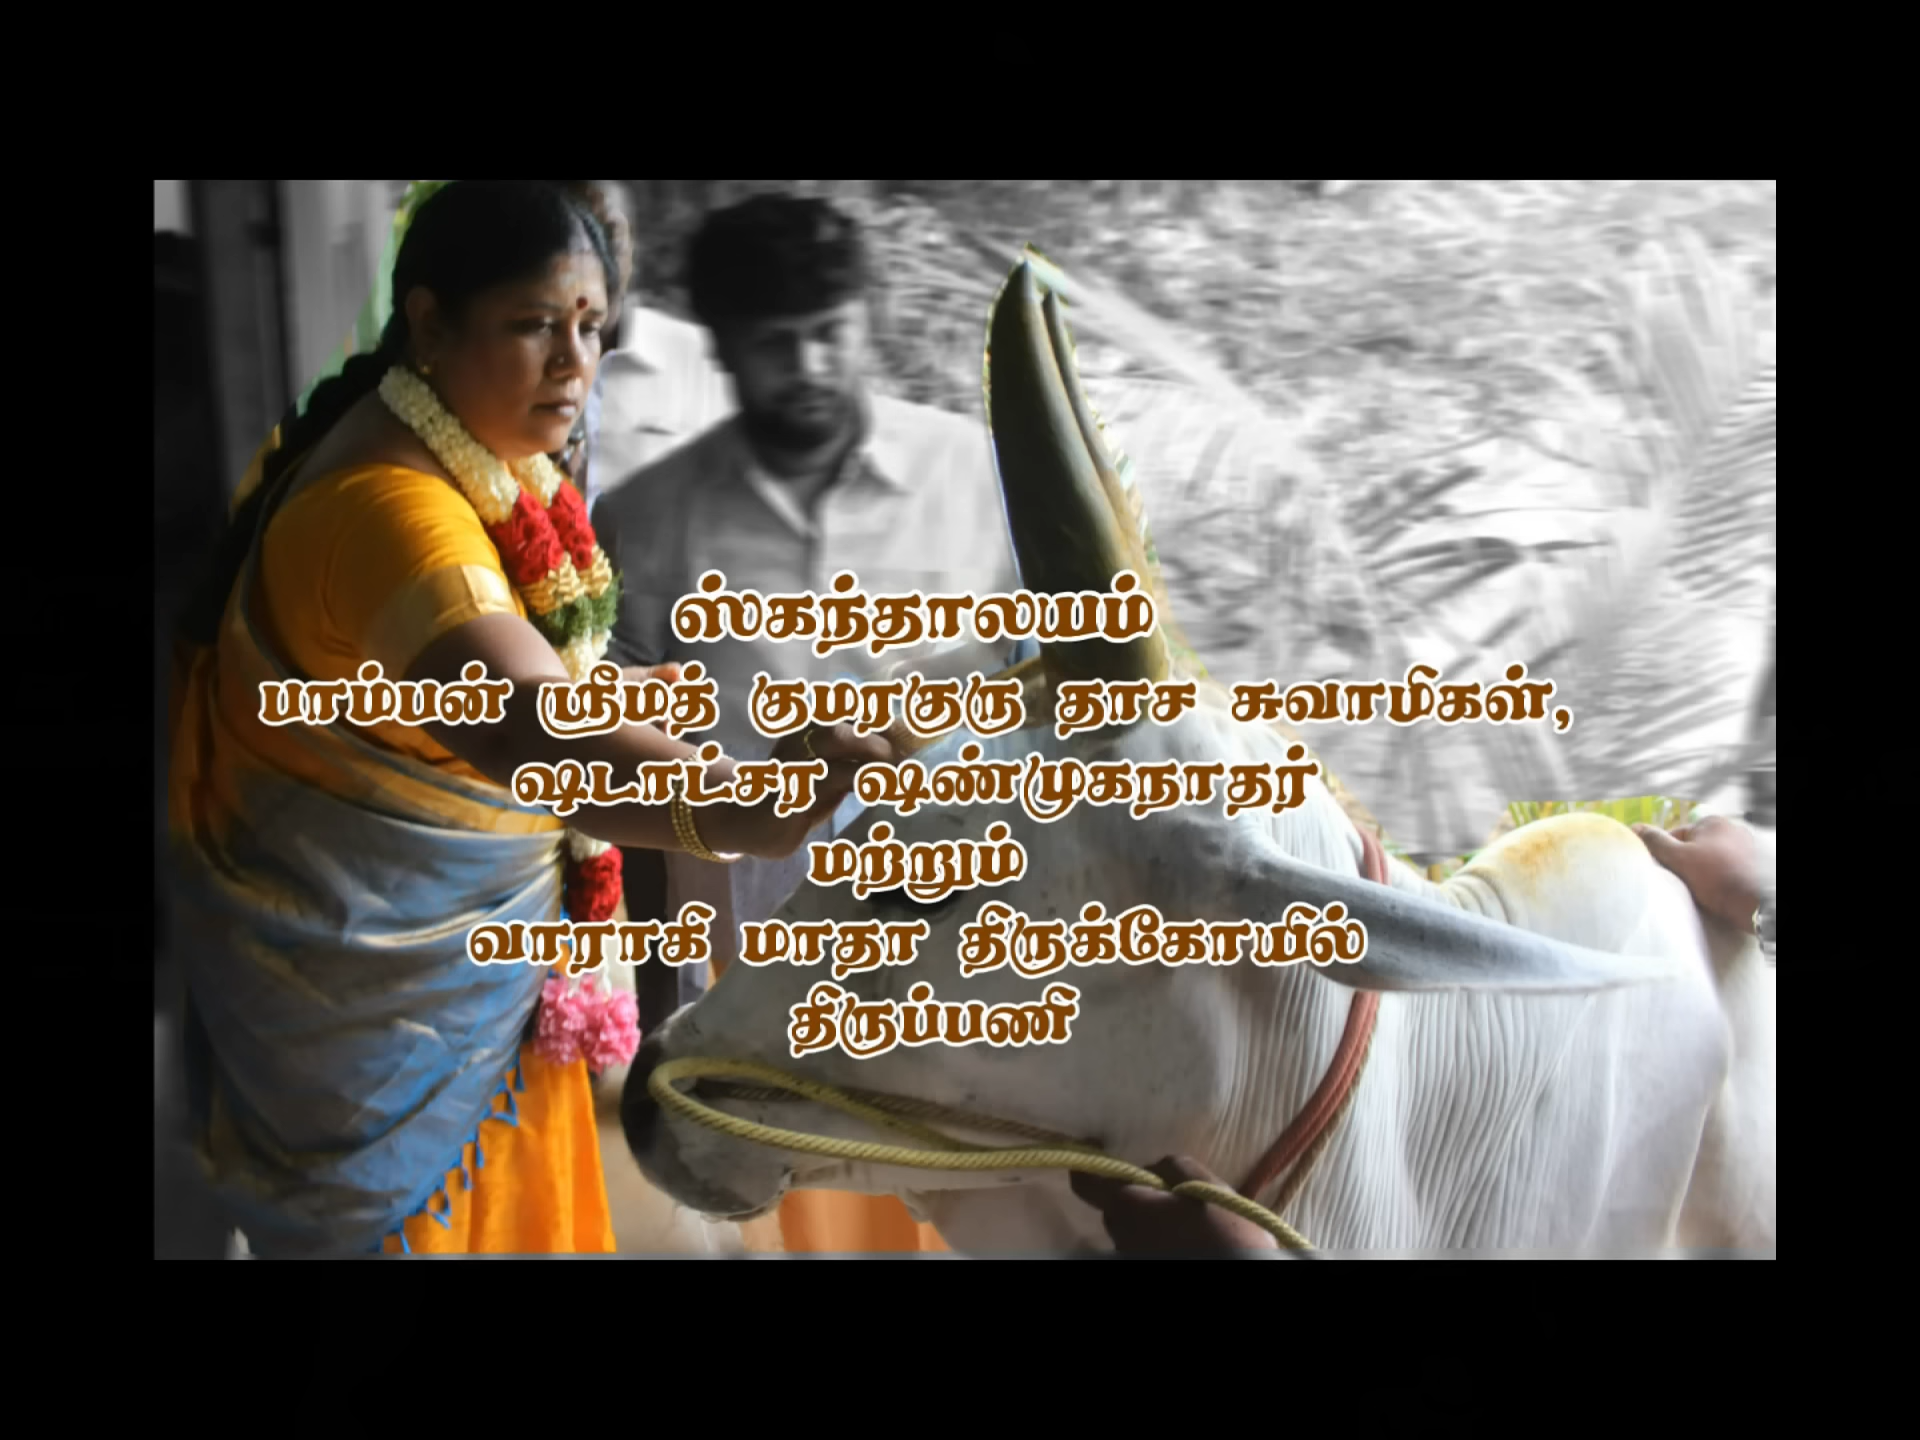 ஸ்கந்தாலயம்
பாம்பன் ஸ்ரீமத் குமரகுரு தாச சுவாமிகள்,
ஷடாட்சர ஷண்முகநாதர்
மற்றும்
வாராகி மாதா திருக்கோயில்
திருப்பணி